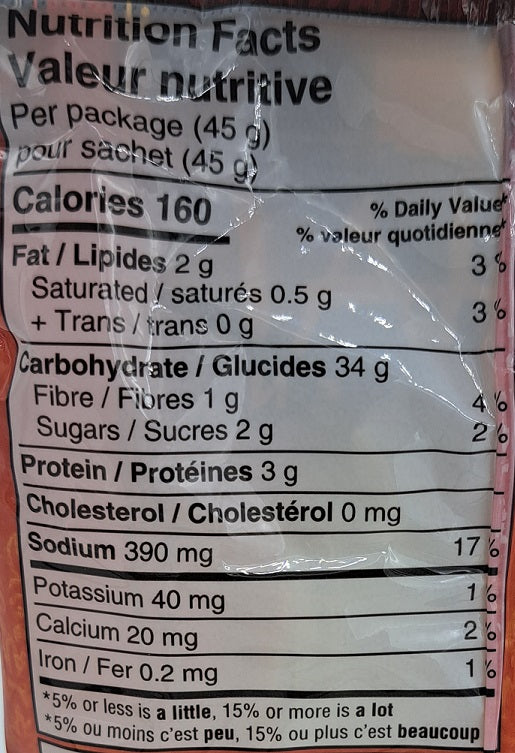 Nutrition Facts
Valeur nutritive
Per package (45 g)
pour sachet (45 g)
Calories 160
% Daily Value*
% valeur quotidienne*
Fat / Lipides 2 g 3 %
Saturated / saturés 0.5 g
+ Trans / trans 0 g 3 %
Carbohydrate / Glucides 34 g
Fibre / Fibres 1 g 4 %
Sugars / Sucres 2 g 2 %
Protein / Protéines 3 g
Cholesterol / Cholestérol 0 mg
Sodium 390 mg 17 %
Potassium 40 mg 1 %
Calcium 20 mg 2 %
Iron / Fer 0.2 mg 1 %
*5% or less is a little, 15% or more is a lot
*5% ou moins c'est peu, 15% ou plus c'est beaucoup